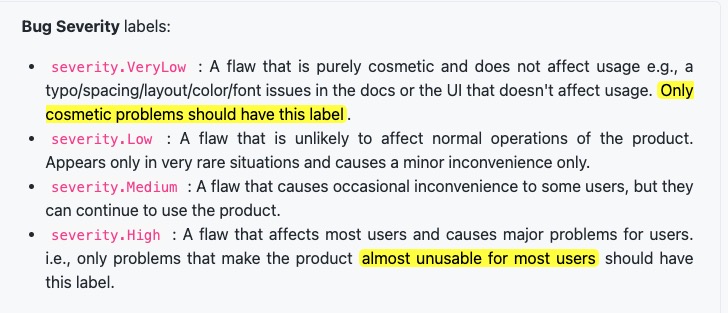 Bug Severity labels:
• severity.VeryLow : A flaw that is purely cosmetic and does not affect usage e.g., a
typo/spacing/layout/color/font issues in the docs or the UI that doesn't affect usage. Only
cosmetic problems should have this label.
• severity.Low : A flaw that is unlikely to affect normal operations of the product.
Appears only in very rare situations and causes a minor inconvenience only.
• severity.Medium : A flaw that causes occasional inconvenience to some users, but they
can continue to use the product.
• severity.High : A flaw that affects most users and causes major problems for users.
i.e., only problems that make the product almost unusable for most users should have
this label.